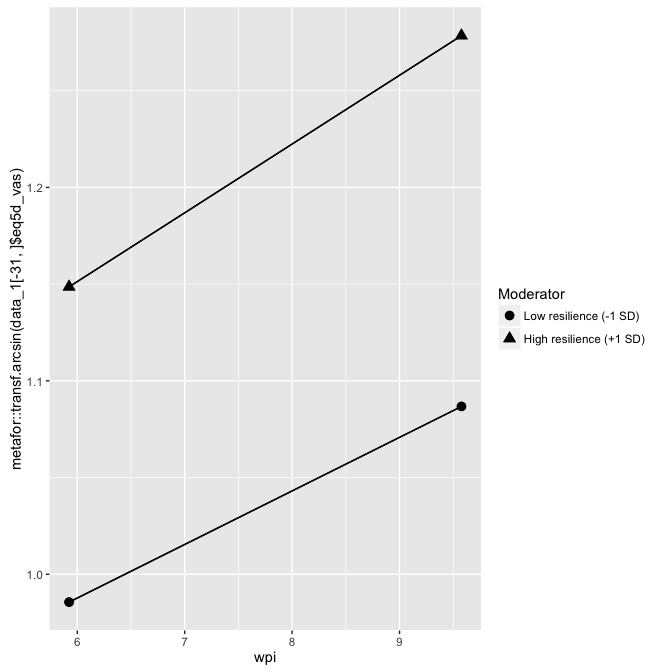 metafor::transf.arcsin(data_1[-31, ]$eq5d_vas)
1.2
1.1
1.0
6
7
8
9
wpi
Moderator
Low resilience (-1 SD)
High resilience (+1 SD)